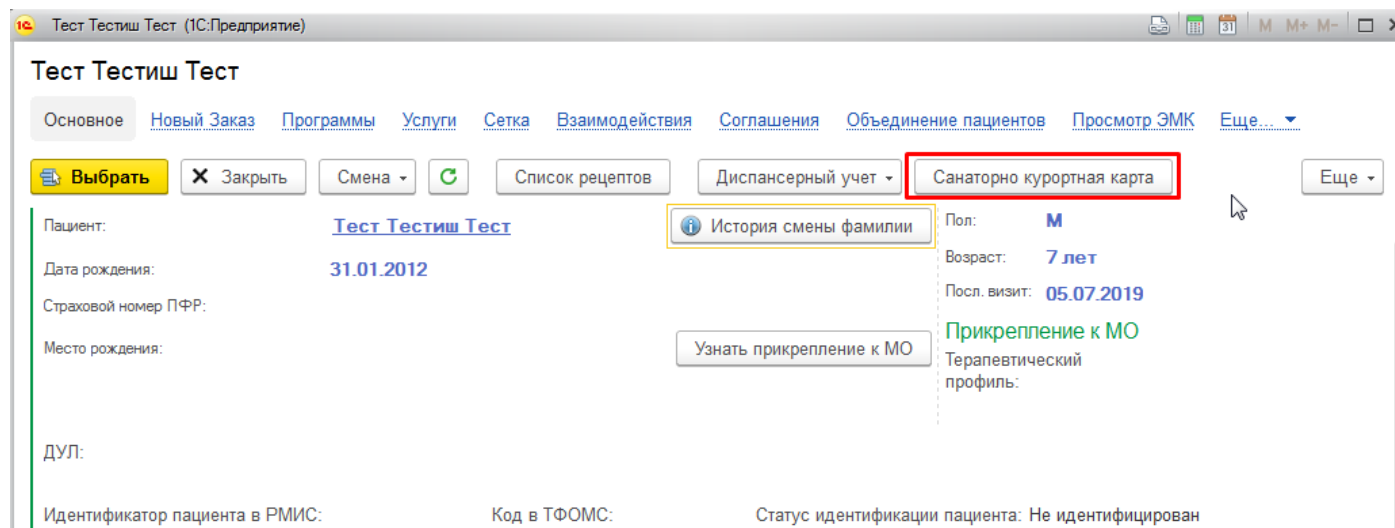 1С Тест Тестиш Тест (1С:Предприятие) 31 M M+ M-
Тест Тестиш Тест
Основное Новый Заказ Программы Услуги Сетка Взаимодействия Соглашения Объединение пациентов Просмотр ЭМК Еще...
Выбрать Закрыть Смена Список рецептов Диспансерный учет Санаторно курортная карта Еще
Пациент: Тест Тестиш Тест История смены фамилии Пол: М
Дата рождения: 31.01.2012 Возраст: 7 лет
Страховой номер ПФР: Посл. визит: 05.07.2019
Прикрепление к МО
Место рождения: Узнать прикрепление к МО Терапевтический
профиль:
ДУЛ:
Идентификатор пациента в РМИС: Код в ТФОМС: Статус идентификации пациента: Не идентифицирован